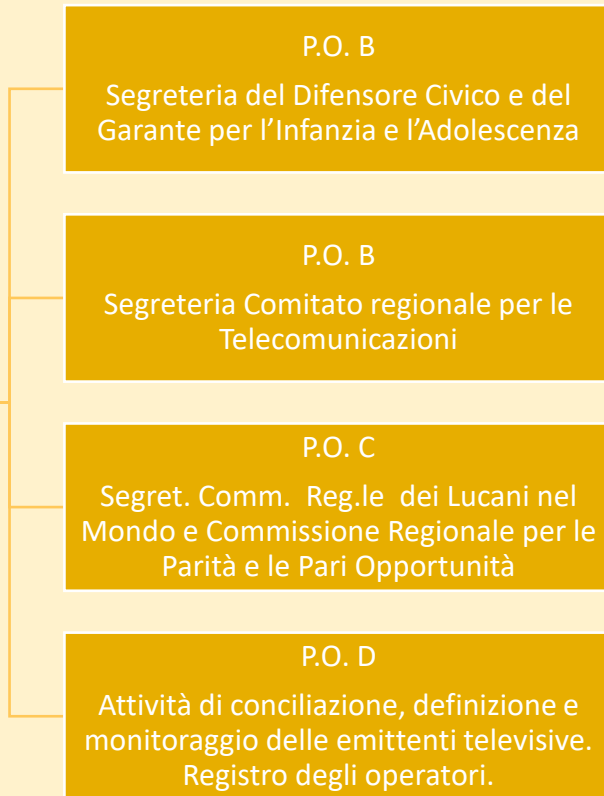 P.O. B
Segreteria del Difensore Civico e del
Garante per l’Infanzia e l’Adolescenza
P.O. B
Segreteria Comitato regionale per le
Telecomunicazioni
P.O. C
Segret. Comm. Reg.le dei Lucani nel
Mondo e Commissione Regionale per le
Parità e le Pari Opportunità
P.O. D
Attività di conciliazione, definizione e
monitoraggio delle emittenti televisive.
Registro degli operatori.